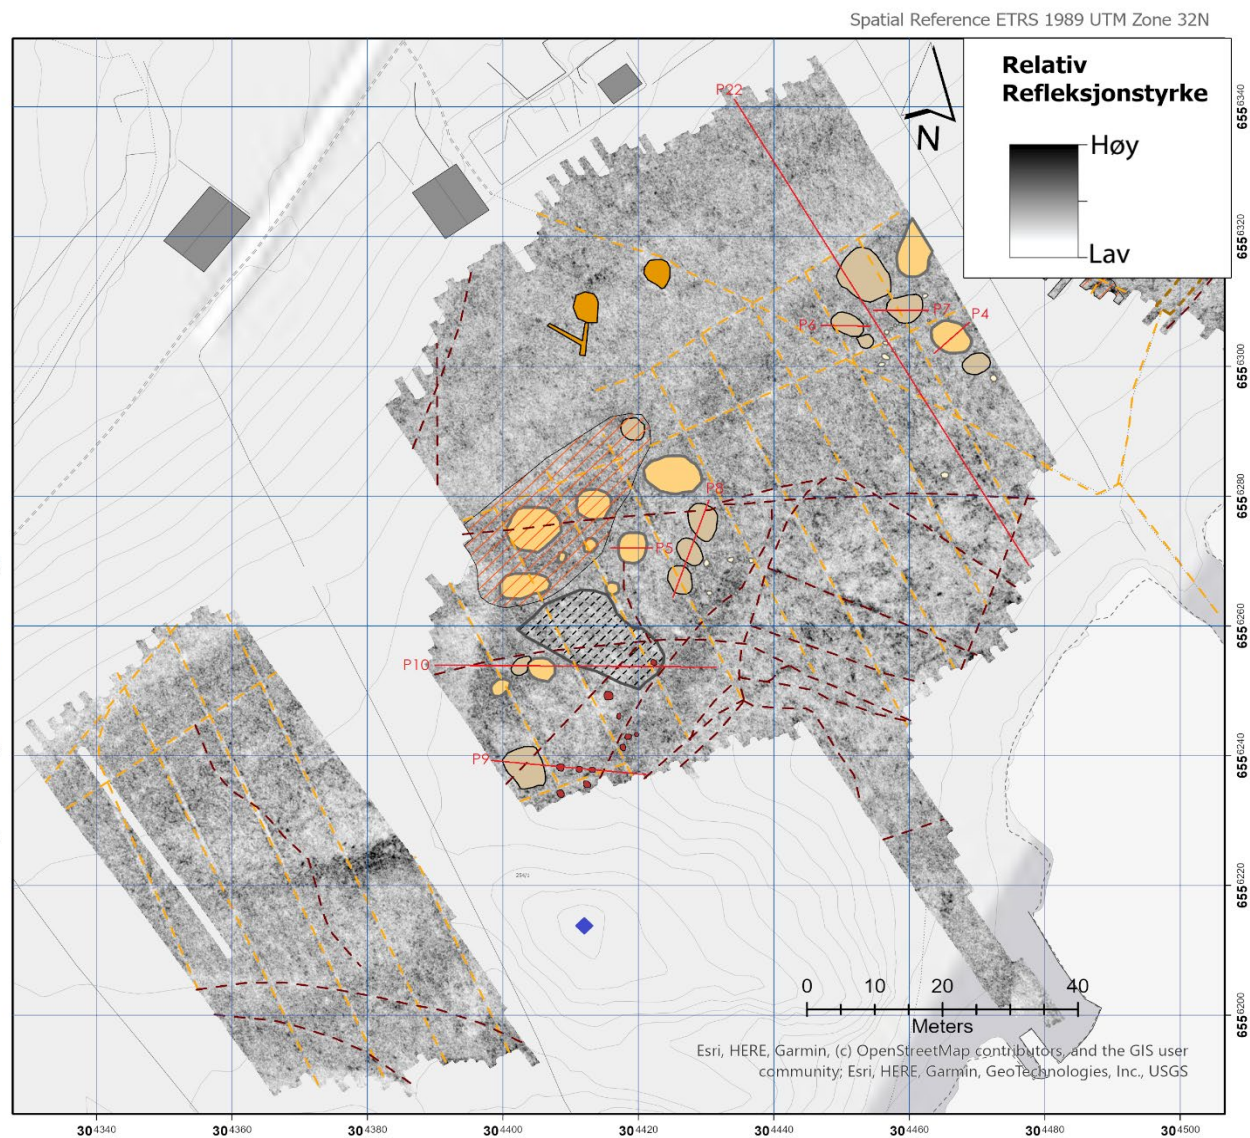 Spatial Reference ETRS 1989 UTM Zone 32N
Relativ
Refleksjonstyrke
Høy
Lav
N
P22
P7
P4
P6
P8
P5
P10
P9
6556340
6556320
6556300
6556280
6556260
6556240
6556220
6556200
0 10 20 40
Meters
Esri, HERE, Garmin, (c) OpenStreetMap contributors, and the GIS user
community; Esri, HERE, Garmin, GeoTechnologies, Inc., USGS
304340 304360 304380 304400 304420 304440 304460 304480 304500